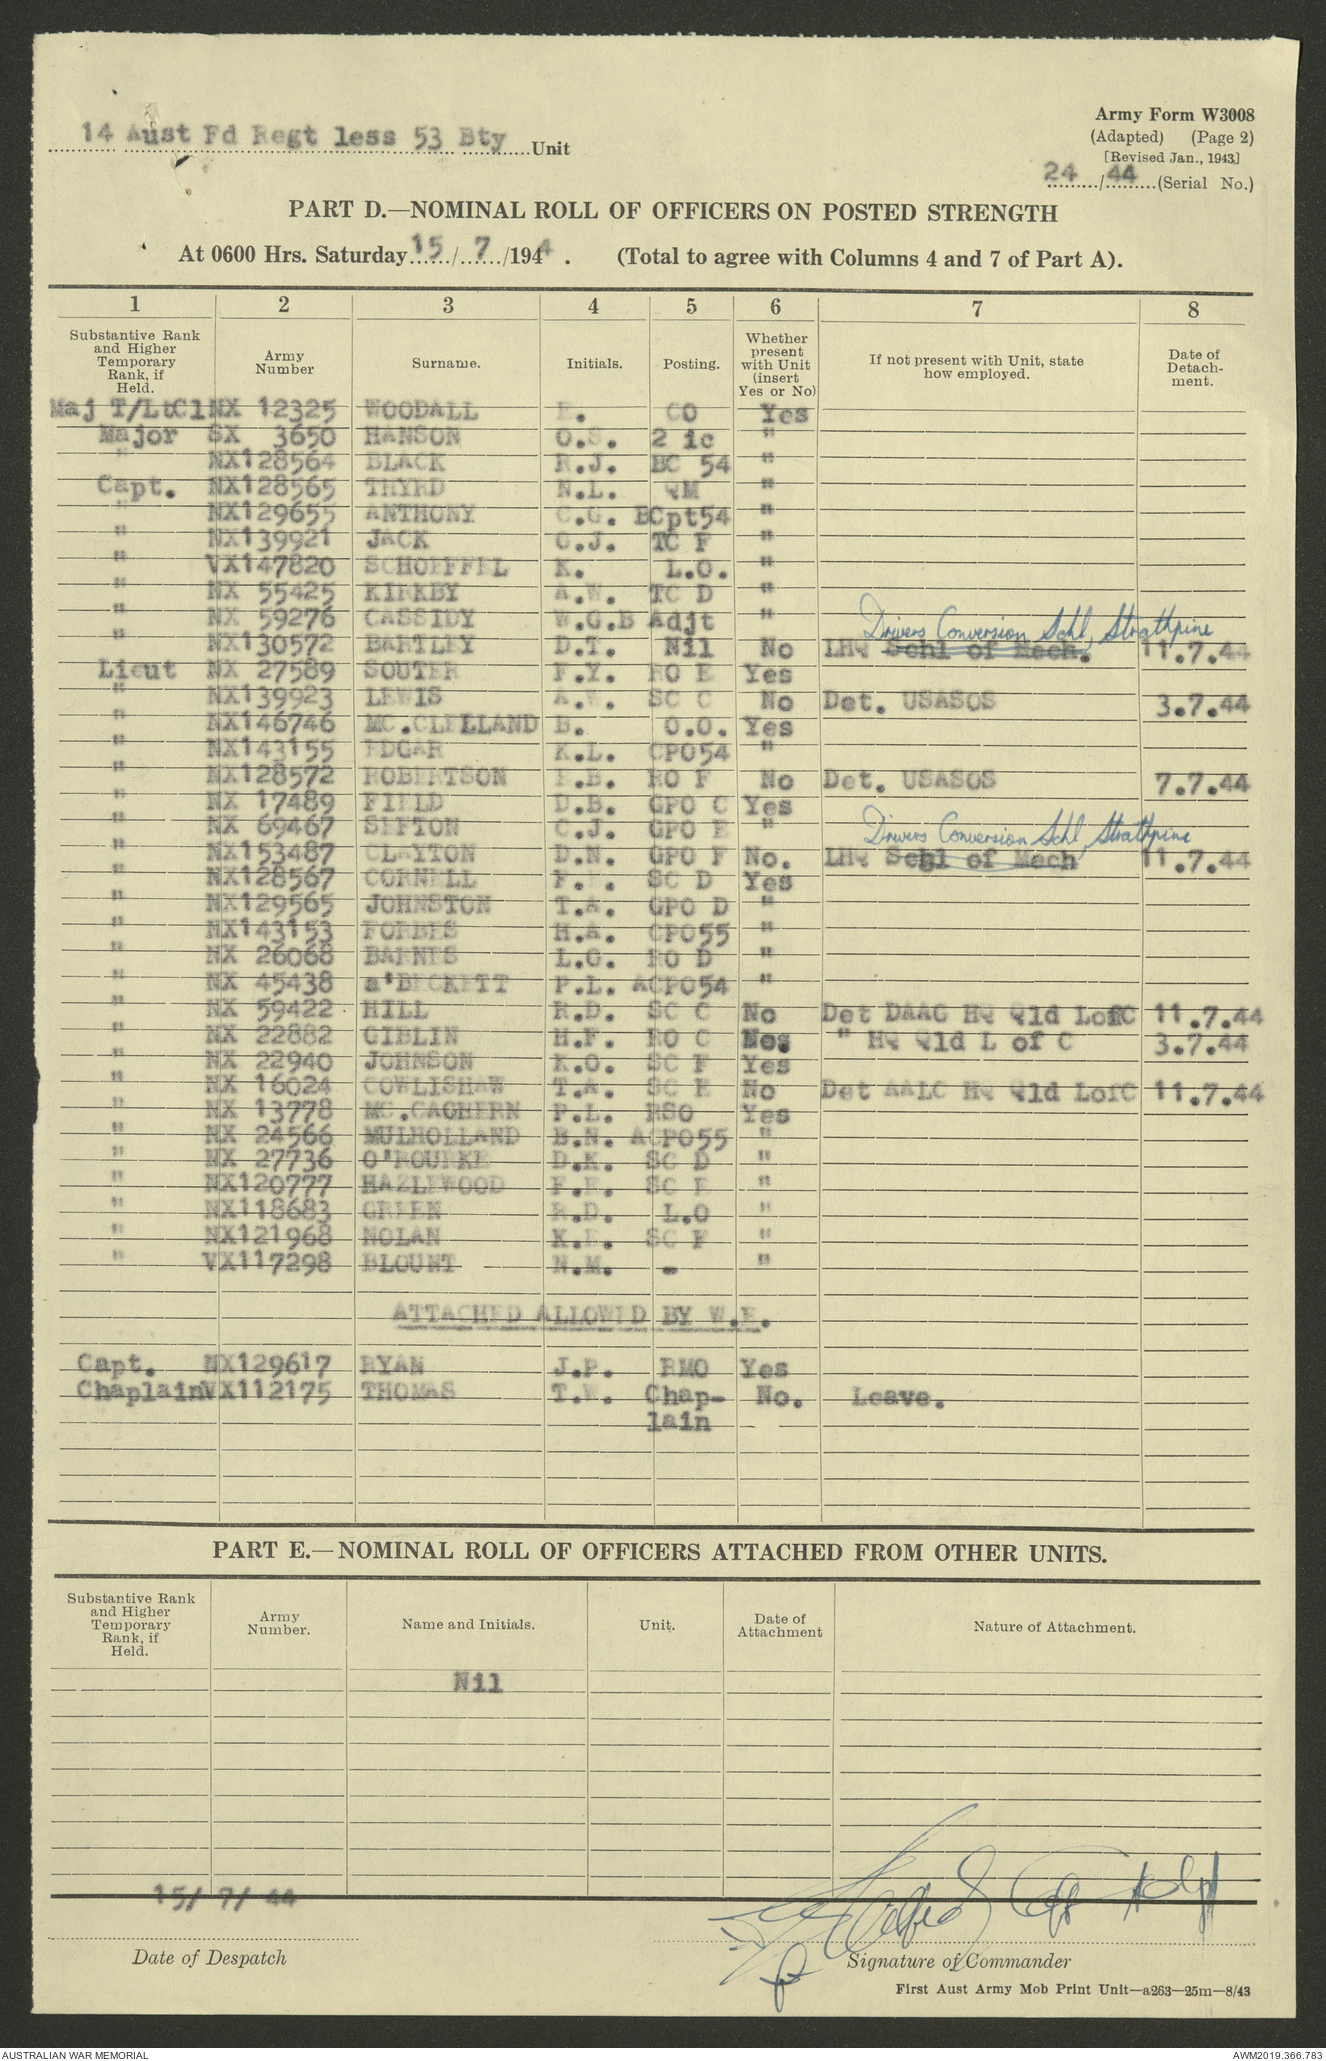 14 Aust Fd Regt less 53 Bty Unit
Army Form W3008
(Adapted) (Page 2)
[Revised Jan., 1943]
24/44 (Serial No.)
PART D.—NOMINAL ROLL OF OFFICERS ON POSTED STRENGTH
At 0600 Hrs. Saturday 15/7/1944. (Total to agree with Columns 4 and 7 of Part A).
1 2 3 4 5 6 7 8
Substantive Rank and Higher Temporary Rank, if Held. Army Number Surname. Initials. Posting. Whether present with Unit (insert Yes or No) If not present with Unit, state how employed. Date of Detachment.
Maj T/LtCl NX 12325 WOODALL E. CO Yes
Major SX 3650 HANSON O.S. 2 ic "
" NX128564 BLACK R.J. BC 54 "
Capt. NX128565 THYRD N.L. QM "
" NX129655 ANTHONY C.G. BCpt54 "
" NX139921 JACK G.J. TC F "
" VX147820 SCHOEFFEL K. L.O. "
" NX 55425 KIRKBY A.W. TC D "
" NX 59276 CASSIDY W.G.B Adjt "
Drivers Conversion Schl, Strathpine
" NX130572 BARTLEY D.T. Nil No LHQ Schl of Mech. 11.7.44
Lieut NX 27589 SOUTER F.Y. RO E Yes
" NX139923 LEWIS A.W. SC C No Det. USASOS 3.7.44
" NX146746 MC.CLELLAND B. O.O. Yes
" NX143155 EDGAR K.L. CPO54 "
" NX128572 ROBERTSON E.B. RO F No Det. USASOS 7.7.44
" NX 17489 FIELD D.B. GPO C Yes
" NX 69467 SEFTON C.J. GPO E "
Drivers Conversion Schl, Strathpine
" NX153487 CLAYTON D.N. GPO F No. LHQ Schl of Mech 11.7.44
" NX128567 CORNELL F.E. SC D Yes
" NX129565 JOHNSTON T.A. GPO D "
" NX143153 FORBES H.A. CPO55 "
" NX 26068 BARNES L.G. RO D "
" NX 45438 a'BECKETT P.L. ACPO54 "
" NX 59422 HILL R.D. SC C No Det DAAG HQ Qld LofC 11.7.44
" NX 22882 GIBLIN H.F. RO C No " HQ Qld L of C 3.7.44
" NX 22940 JOHNSON K.O. SC F Yes
" NX 16024 COWLISHAW T.A. SC E No Det AALC HQ Qld LofC 11.7.44
" NX 13778 MC.CAGHERN P.L. RSO Yes
" NX 24566 MULHOLLAND B.N. ACPO55 "
" NX 27736 O'ROURKE D.K. SC D "
" NX120777 HAZLEWOOD F.E. SC E "
" NX118683 GREEN R.D. L.O "
" NX121968 NOLAN K.E. SC F "
" VX117298 BLOUNT N.M. - "
ATTACHED ALLOWED BY W.E.
Capt. NX129617 RYAN J.P. RMO Yes
Chaplain VX112175 THOMAS T.W. Chap- No. Leave.
lain
PART E.—NOMINAL ROLL OF OFFICERS ATTACHED FROM OTHER UNITS.
Substantive Rank and Higher Temporary Rank, if Held. Army Number. Name and Initials. Unit. Date of Attachment Nature of Attachment.
Nil
15/ 7/ 44
Date of Despatch
Signature of Commander
First Aust Army Mob Print Unit—a263—25m—8/43
AUSTRALIAN WAR MEMORIAL
AWM2019.366.783